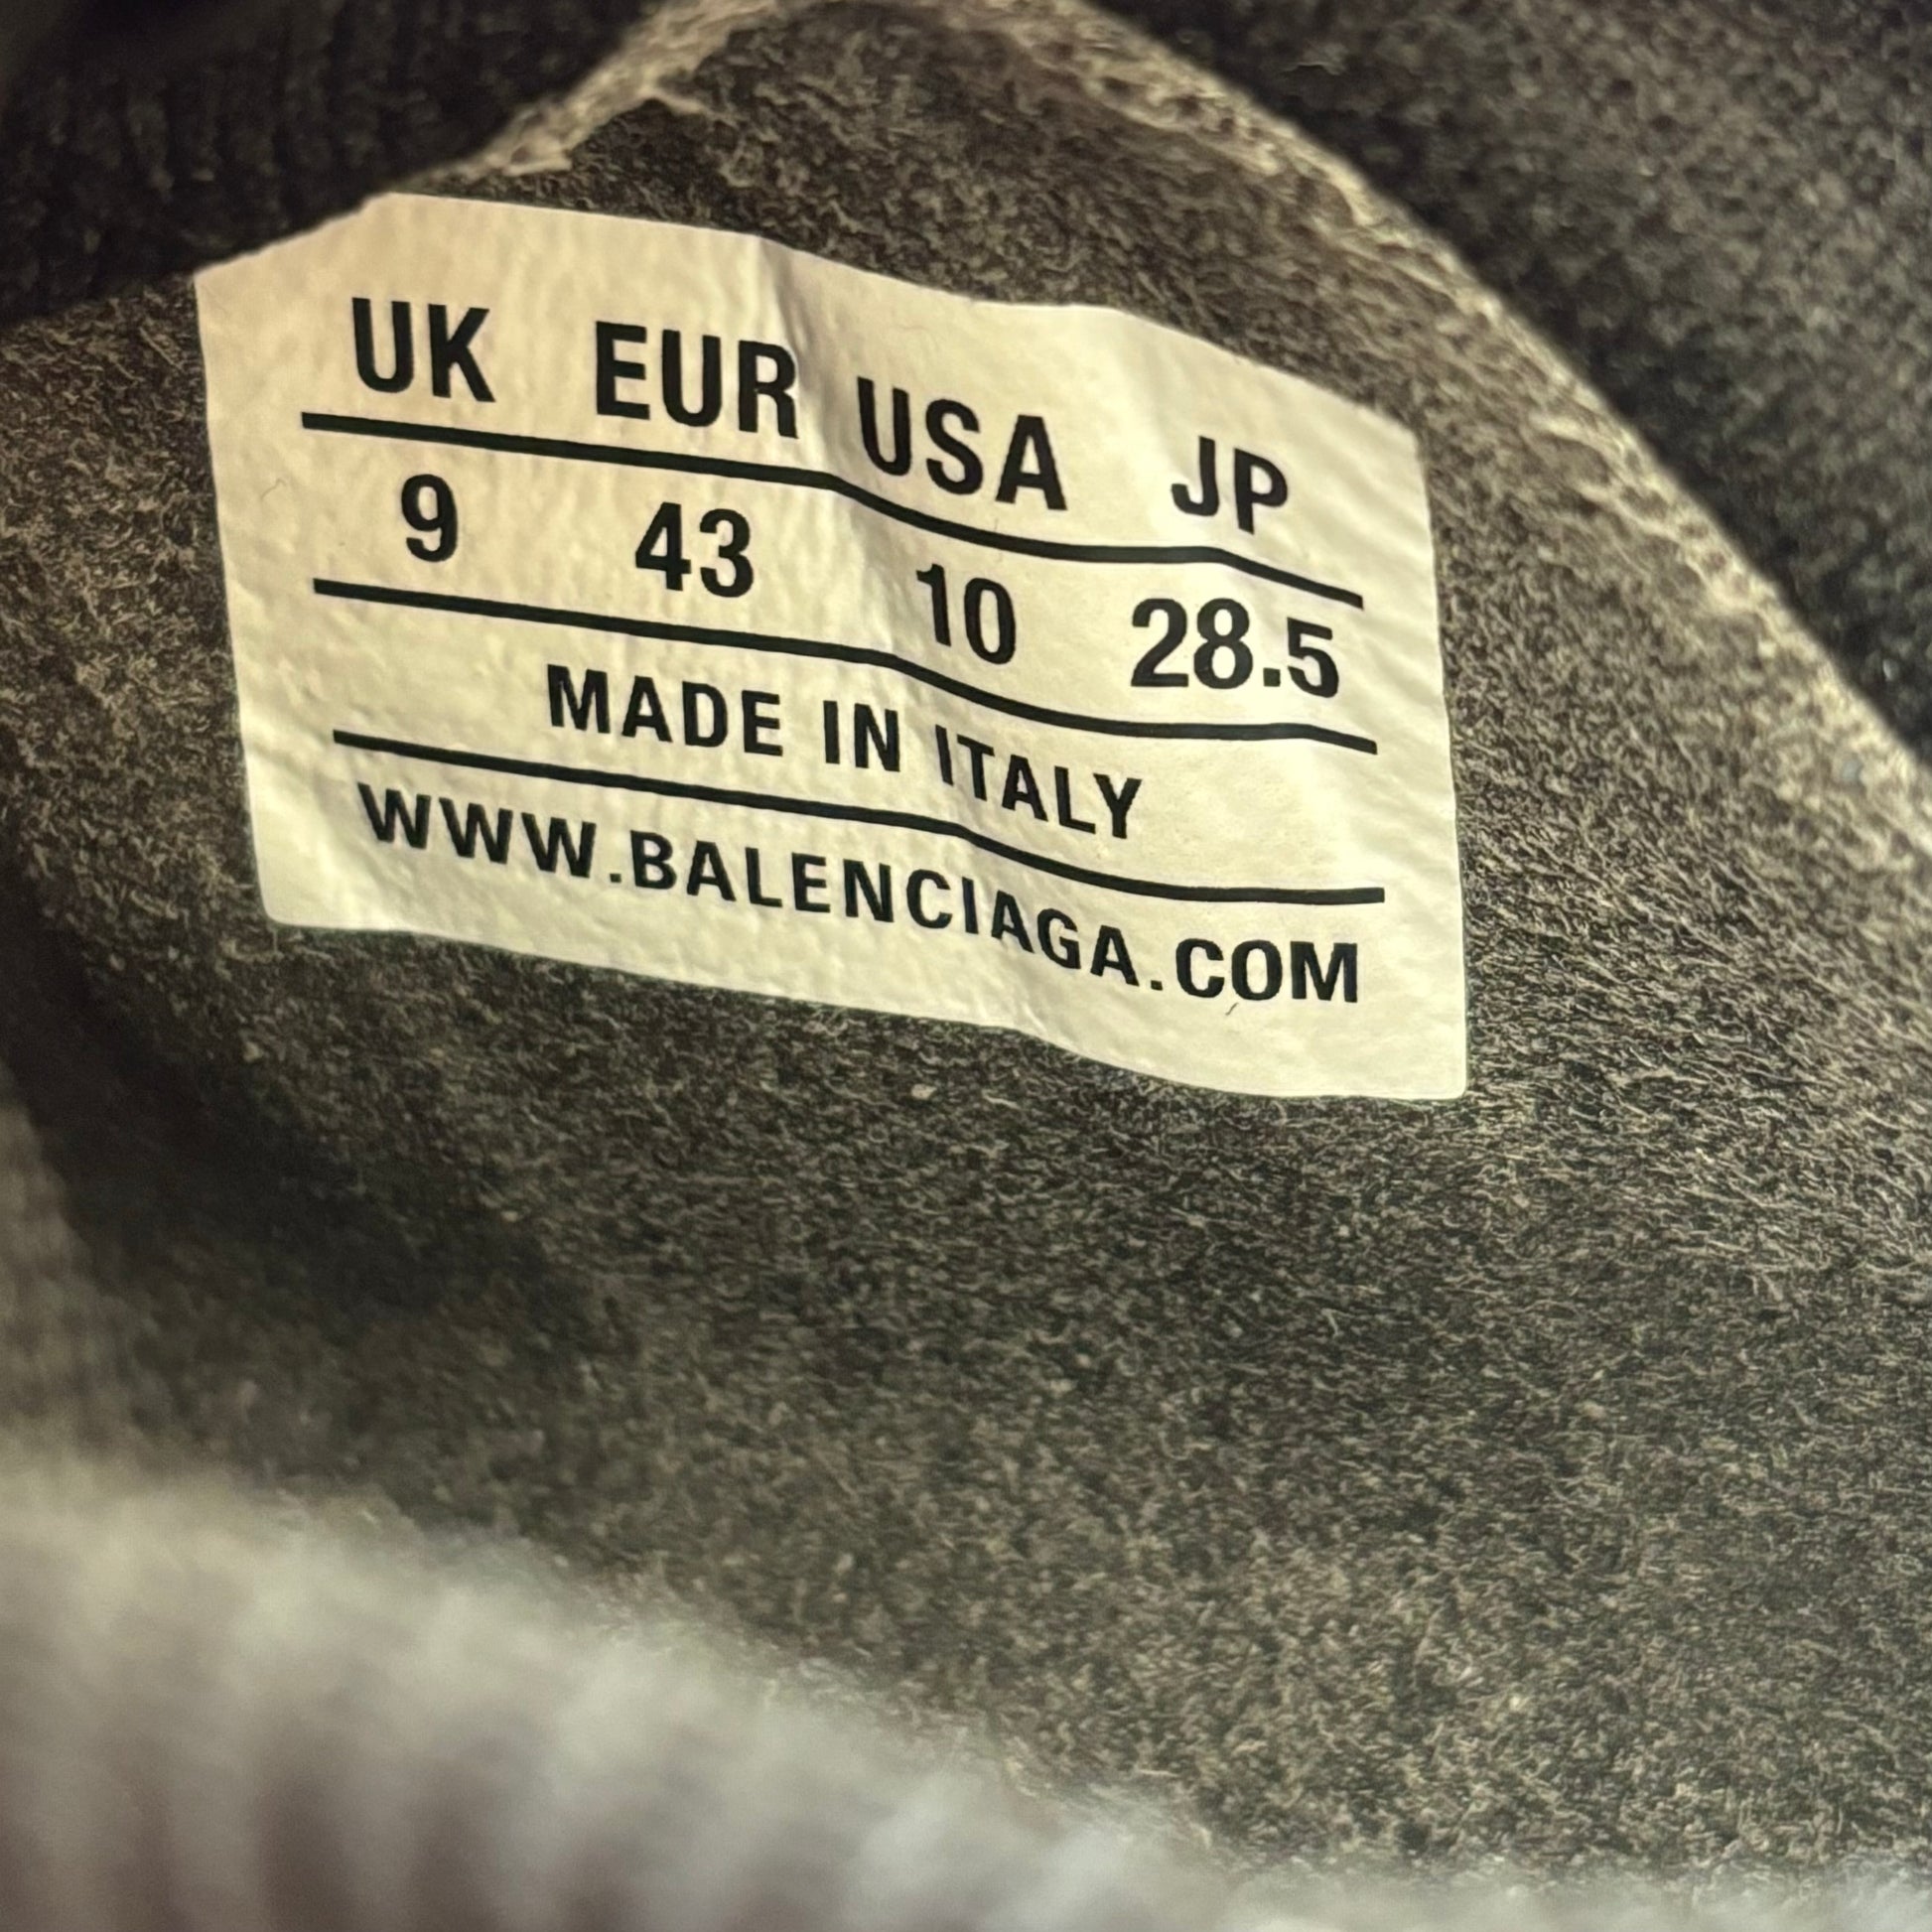 UK EUR USA JP
9 43 10 28.5
MADE IN ITALY
WWW.BALENCIAGA.COM